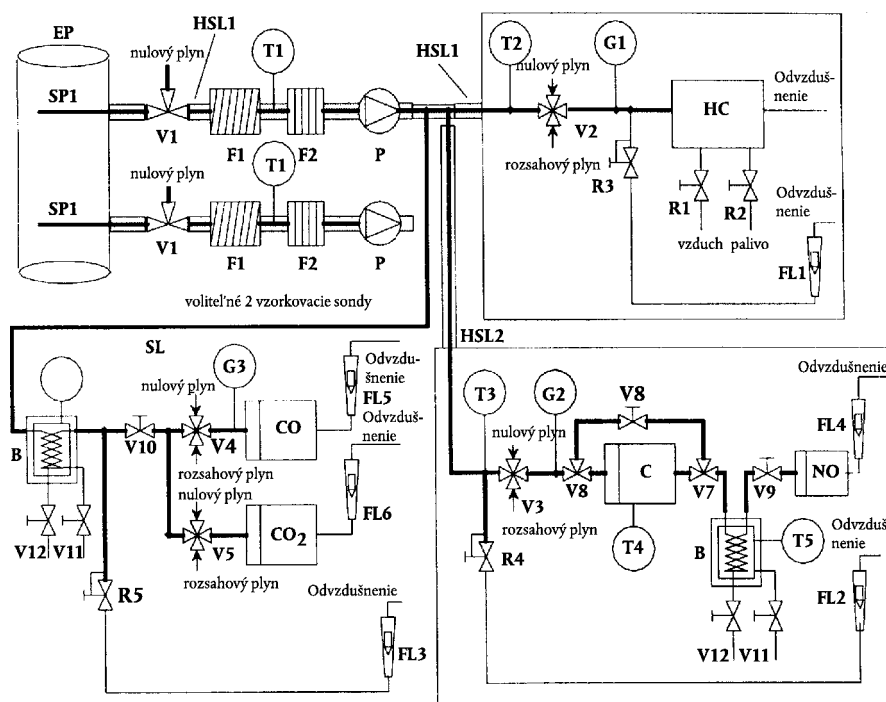 EP
HSL1
nulový plyn
T1
SP1
V1
F1
F2
P
HSL1
nulový plyn
T1
SP1
V1
F1
F2
P
voliteľné 2 vzorkovacie sondy
T2
nulový plyn
G1
V2
rozsahový plyn
R3
HC
Odvzduš-
nenie
R1
R2
vzduch
palivo
Odvzduš-
nenie
FL1
HSL2
SL
nulový plyn
G3
Odvzdu-
šnenie
FL5
Odvzduš-
nenie
B
V10
V4
CO
rozsahový plyn
nulový plyn
V5
CO2
FL6
rozsahový plyn
V12
V11
R5
Odvzdušnenie
FL3
T3
nulový plyn
G2
V8
V3
V8
C
V7
V9
NO
Odvzduš-
nenie
FL4
rozsahový plyn
R4
T4
B
T5
Odvzduš-
nenie
FL2
V12
V11